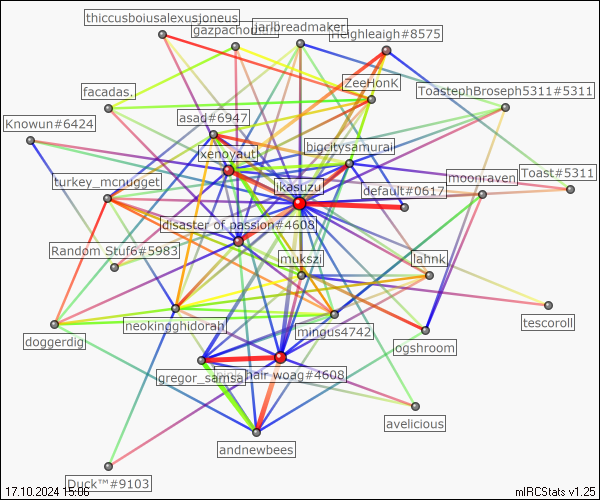 thiccusboiusalexusjoneus
jarlbreadmaker
#8575
ZeeHonk
facadas.
ToastephBroseph5311#5311
asad#6947
Knowun#6424
bigcitysamurai
xenoyaut
Toast#5311
moonraven
turkey_mcnugget
ikasuzu
default#0617
disaster of passion#4608
Random Stuf6#5983
mukszi
lahnk.
tescoroll
neokingghidorah
mingus4742
doggerdig
ogshroom
gregor_samsa
hair woag#4608
avelicious
andnewbees
Duck™#9103
17.10.2024 15:06
mIRCStats v1.25